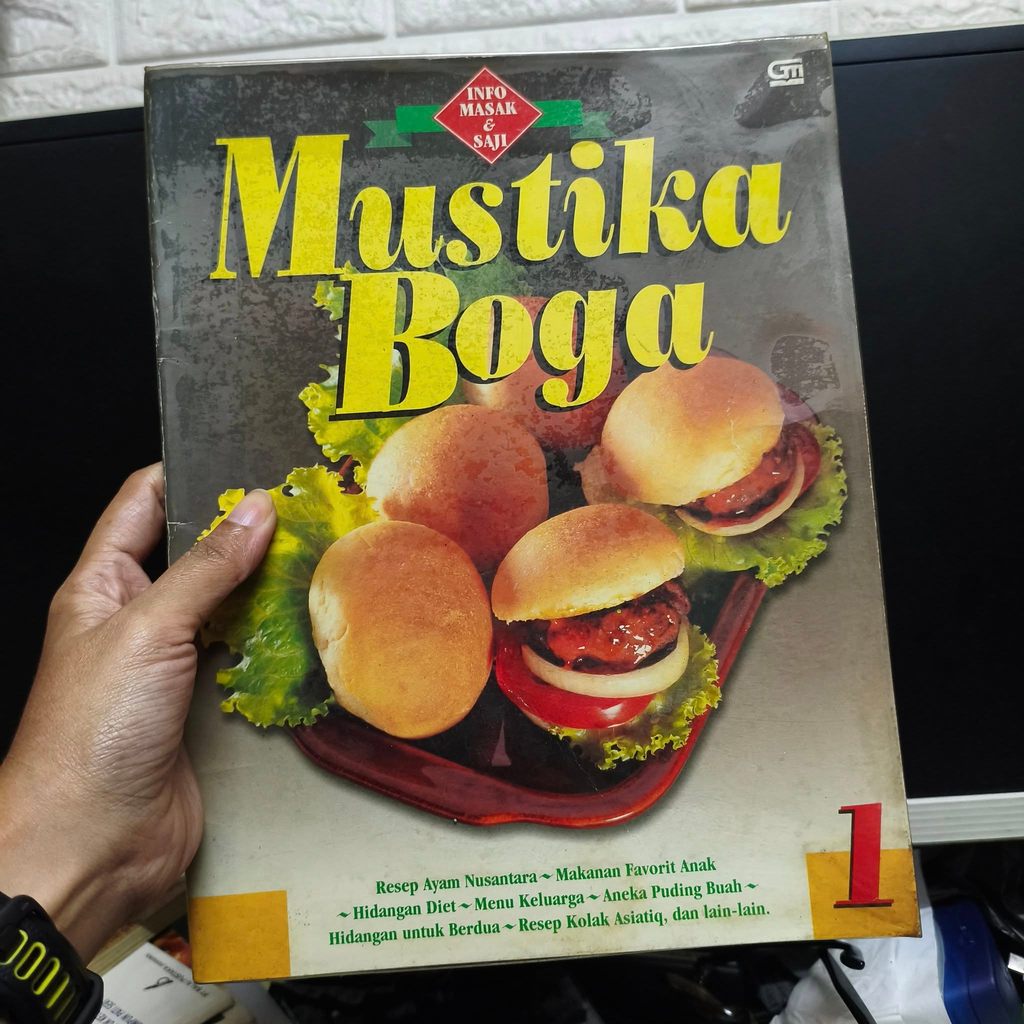 INFO
MASAK
&
SAJI
GM
Mustika
Boga
Resep Ayam Nusantara ~ Makanan Favorit Anak
~ Hidangan Diet ~ Menu Keluarga ~ Aneka Puding Buah ~
Hidangan untuk Berdua ~ Resep Kolak Asiatiq, dan lain-lain.
1